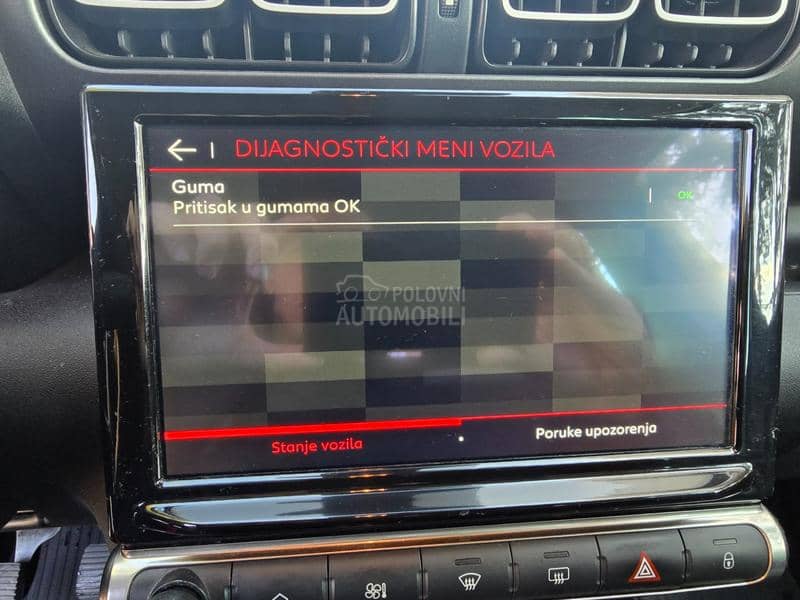 DIJAGNOSTIČKI MENI VOZILA
Guma
Pritisak u gumama OK
OK
POLOVNI
AUTOMOBILI
Stanje vozila
Poruke upozorenja